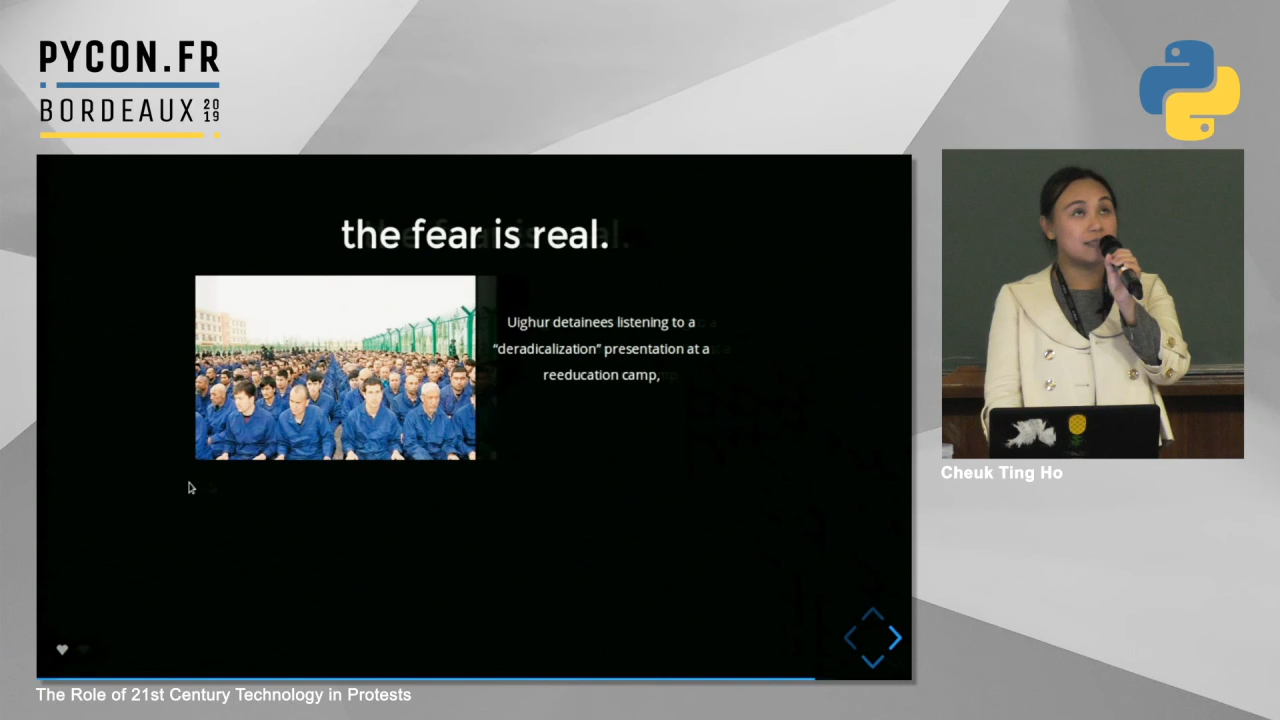 PYCON.FR
BORDEAUX 2019
the fear is real.
Uighur detainees listening to a
“deradicalization” presentation at a
reeducation camp,
Cheuk Ting Ho
The Role of 21st Century Technology in Protests